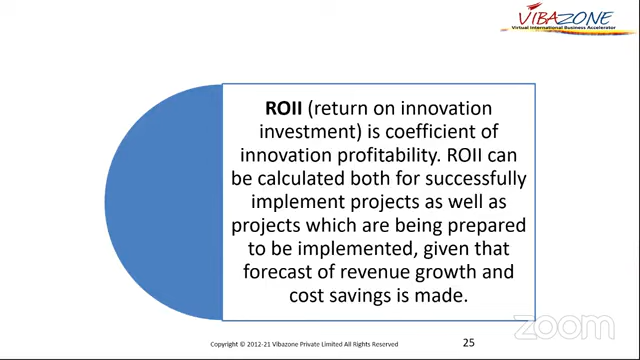 VIBAZONE
Virtual International Business Accelerator
ROII (return on innovation
investment) is coefficient of
innovation profitability. ROII can
be calculated both for successfully
implement projects as well as
projects which are being prepared
to be implemented, given that
forecast of revenue growth and
cost savings is made.
zoom
Copyright © 2012-21 Vibazone Private Limited All Rights Reserved
25